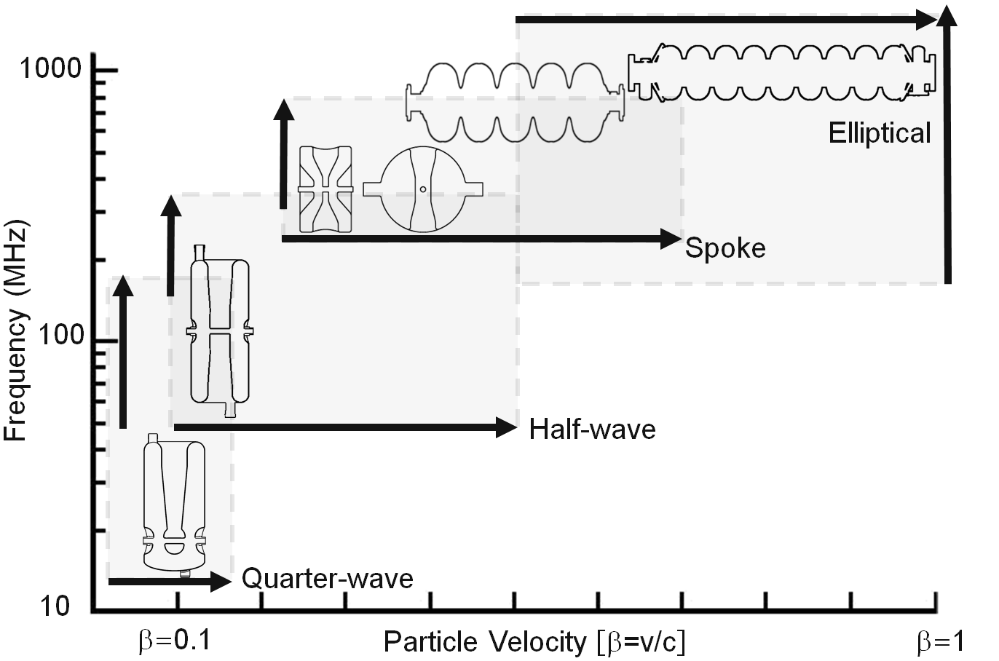 1000
Elliptical
Spoke
Frequency (MHz)
100
Half-wave
Quarter-wave
10
β=0.1
Particle Velocity [β=v/c]
β=1